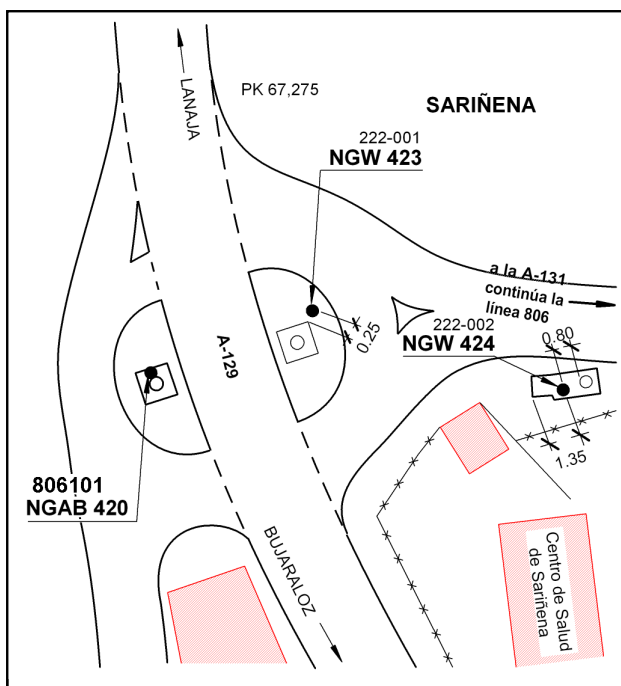 LANAJA
PK 67,275
SARIÑENA
222-001
NGW 423
a la A-131
continúa la
línea 806
0.25
222-002
NGW 424
0.80
A-129
1.35
806101
NGAB 420
BUJARALOZ
Centro de Salud
de Sariñena